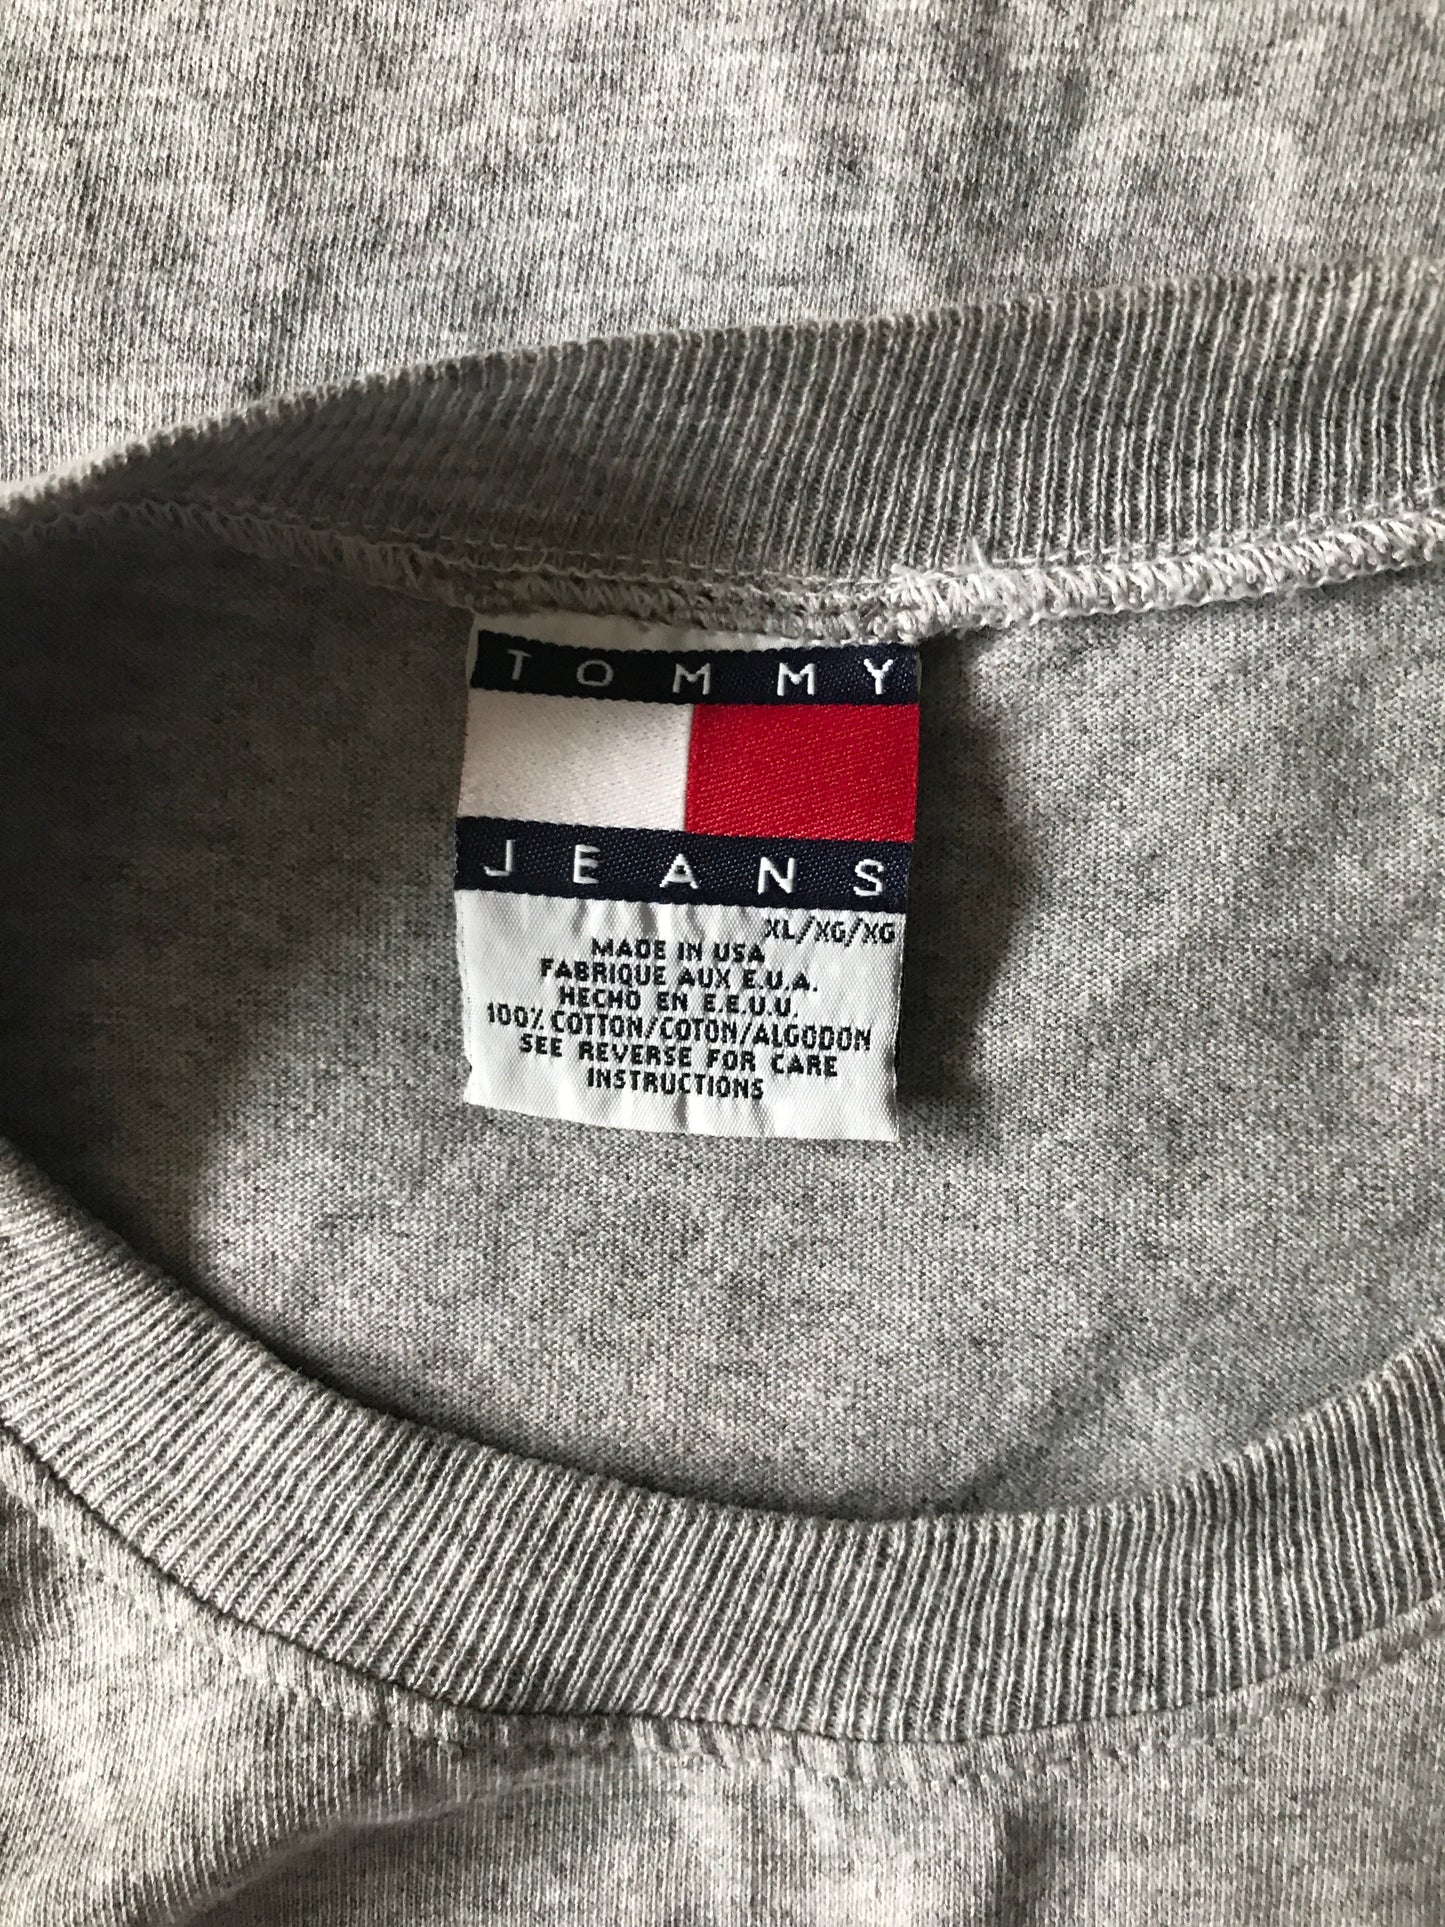 TOMMY
JEANS
XL/XG/XG
MADE IN USA
FABRIQUE AUX E.U.A.
HECHO EN E.E.U.U.
100% COTTON/COTON/ALGODON
SEE REVERSE FOR CARE
INSTRUCTIONS